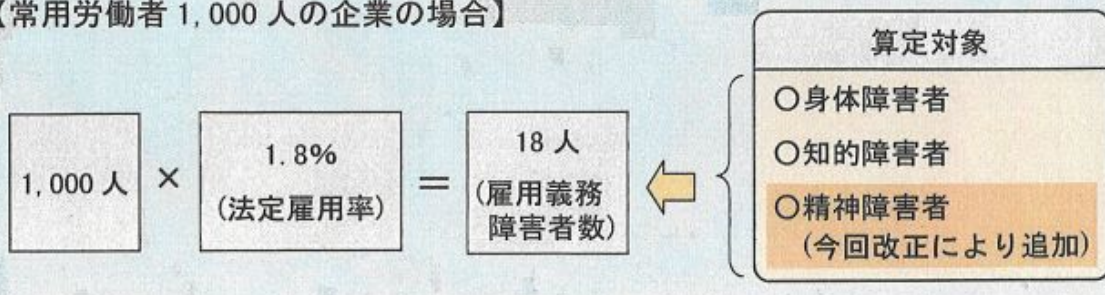 【常用労働者 1,000 人の企業の場合】
1,000 人
×
1.8%
(法定雇用率)
=
18 人
(雇用義務
障害者数)
算定対象
○身体障害者
○知的障害者
○精神障害者
(今回改正により追加)